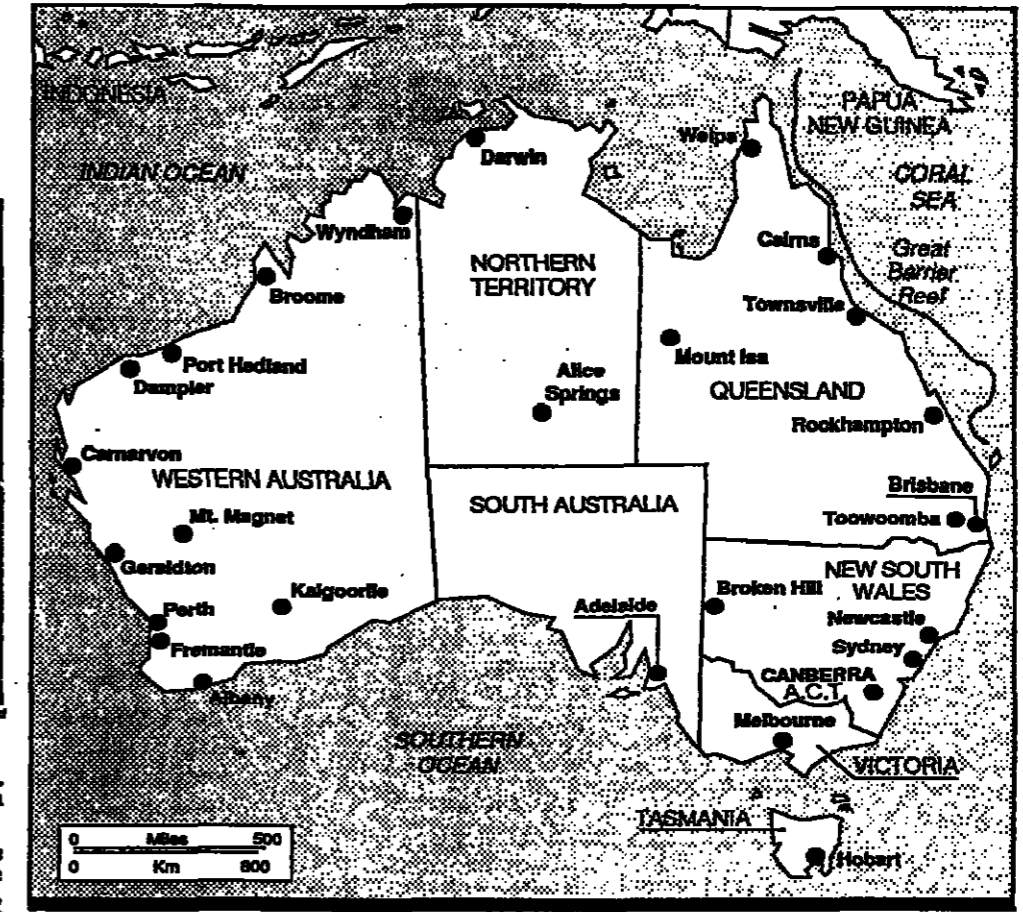 INDONESIA
PAPUA
NEW GUINEA
INDIAN OCEAN
Darwin
Weipa
CORAL
SEA
Wyndham
Cairns
Great
Barrier
Reef
NORTHERN
TERRITORY
Broome
Townsville
Port Hedland
Dampier
Mount Isa
Alice
Springs
QUEENSLAND
Rockhampton
Carnarvon
WESTERN AUSTRALIA
SOUTH AUSTRALIA
Brisbane
Toowoomba
Mt. Magnet
Geraldton
NEW SOUTH
WALES
Kalgoorlie
Broken Hill
Perth
Adelaide
Newcastle
Fremantle
Sydney
CANBERRA
A.C.T.
Albany
Melbourne
SOUTHERN
OCEAN
VICTORIA
TASMANIA
0 Miles 500
0 Km 800
Hobart